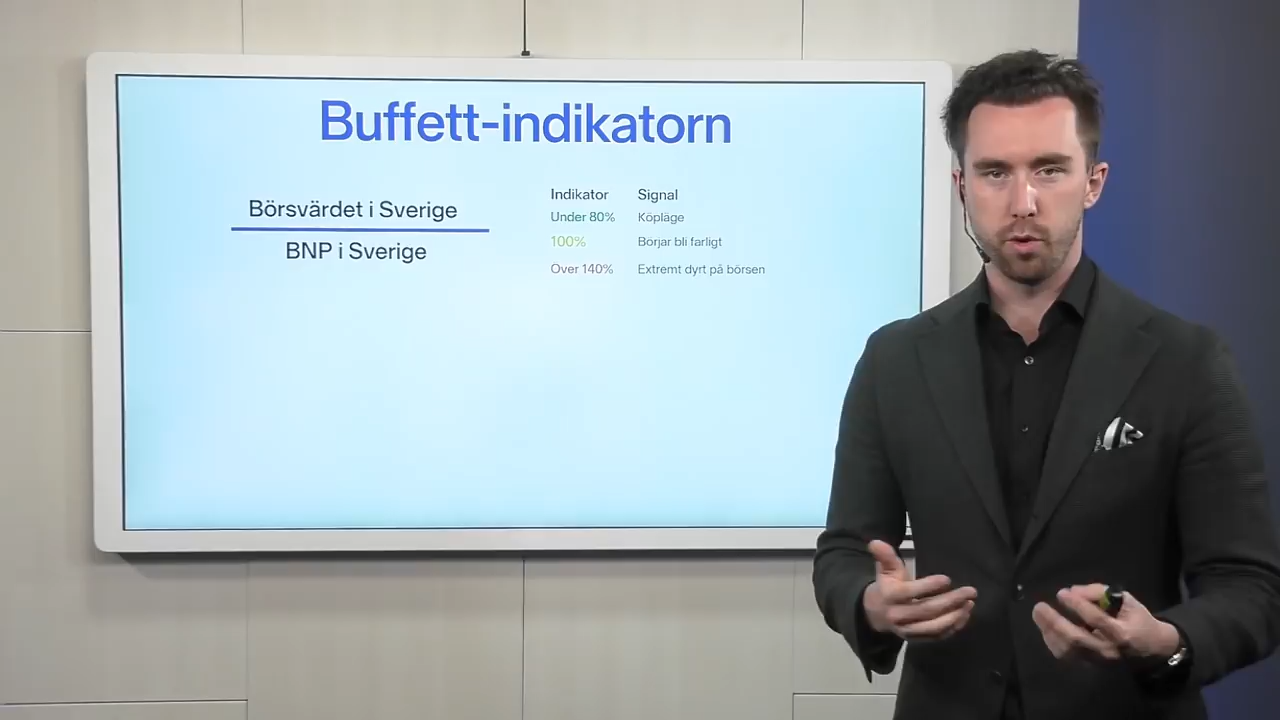 Buffett-indikatorn
Börsvärdet i Sverige
BNP i Sverige
Indikator Signal
Under 80% Köpläge
100% Börjar bli farligt
Over 140% Extremt dyrt på börsen